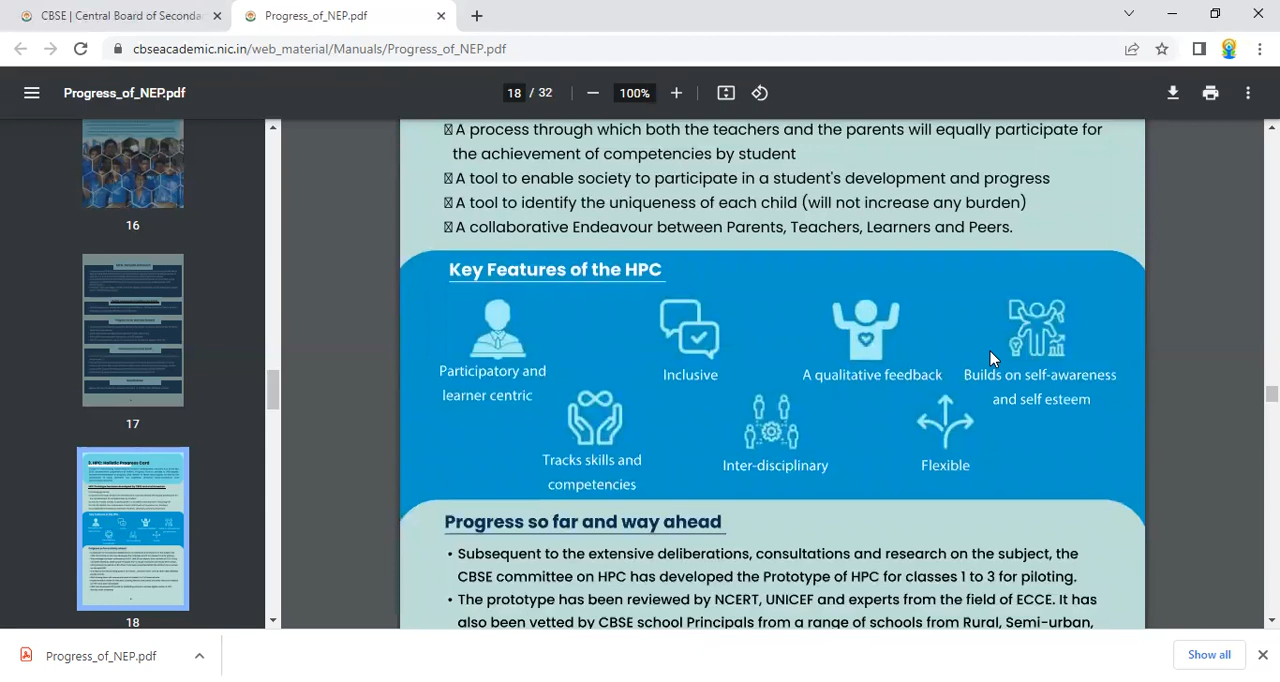 CBSE | Central Board of Seconda
Progress_of_NEP.pdf
cbseacademic.nic.in/web_material/Manuals/Progress_of_NEP.pdf
Progress_of_NEP.pdf
18 / 32
100%
16
17
18
A process through which both the teachers and the parents will equally participate for
the achievement of competencies by student
A tool to enable society to participate in a student's development and progress
A tool to identify the uniqueness of each child (will not increase any burden)
A collaborative Endeavour between Parents, Teachers, Learners and Peers.
Key Features of the HPC
Participatory and
learner centric
Inclusive
A qualitative feedback
Builds on self-awareness
and self esteem
Tracks skills and
competencies
Inter-disciplinary
Flexible
Progress so far and way ahead
• Subsequent to the extensive deliberations, consultations and research on the subject, the
CBSE committee on HPC has developed the Prototype of HPC for classes 1 to 3 for piloting.
• The prototype has been reviewed by NCERT, UNICEF and experts from the field of ECCE. It has
also been vetted by CBSE school Principals from a range of schools from Rural, Semi-urban,
Progress_of_NEP.pdf
Show all